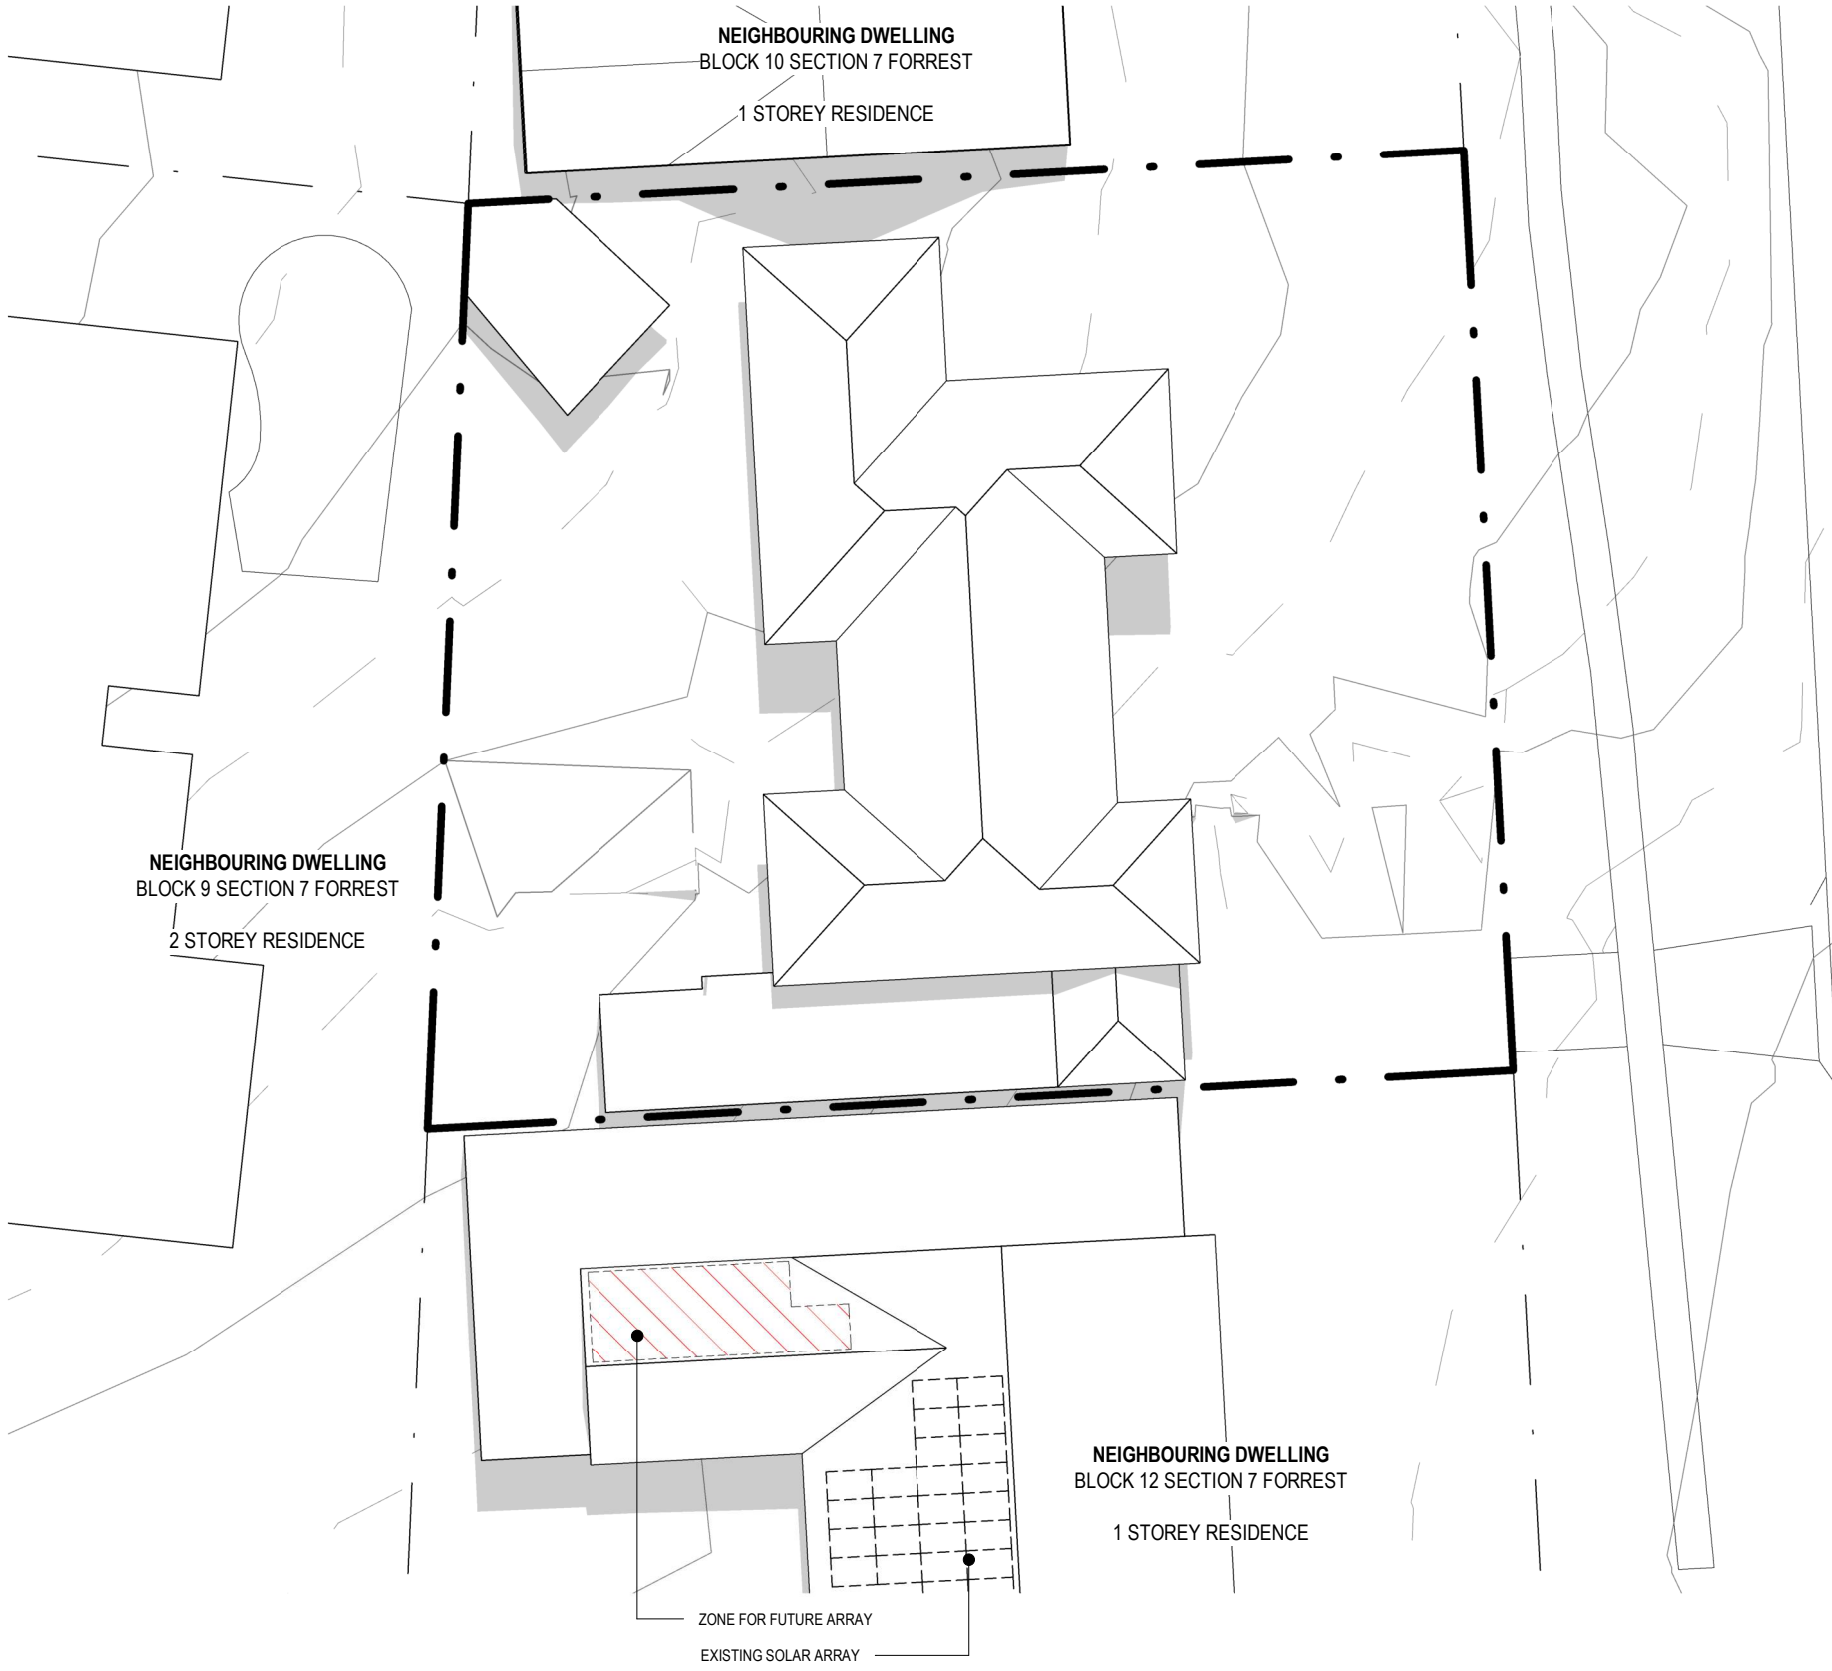 NEIGHBOURING DWELLING
BLOCK 10 SECTION 7 FORREST
1 STOREY RESIDENCE
NEIGHBOURING DWELLING
BLOCK 9 SECTION 7 FORREST
2 STOREY RESIDENCE
NEIGHBOURING DWELLING
BLOCK 12 SECTION 7 FORREST
1 STOREY RESIDENCE
ZONE FOR FUTURE ARRAY
EXISTING SOLAR ARRAY